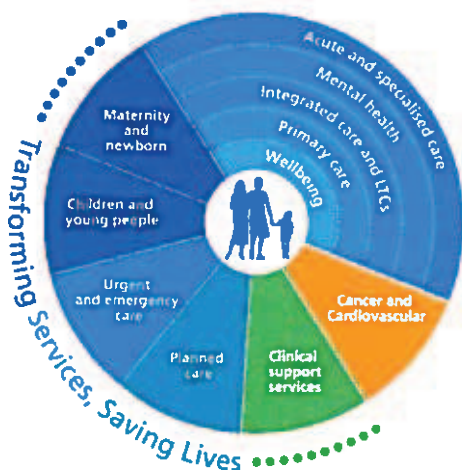 Acute and specialised care
Mental health
Integrated care and LTCs
Primary care
Wellbeing
Maternity
and
newborn
Children and
young people
Urgent
and emergency
care
Planned
care
Clinical
support
services
Cancer and
Cardiovascular
Transforming Services, Saving Lives